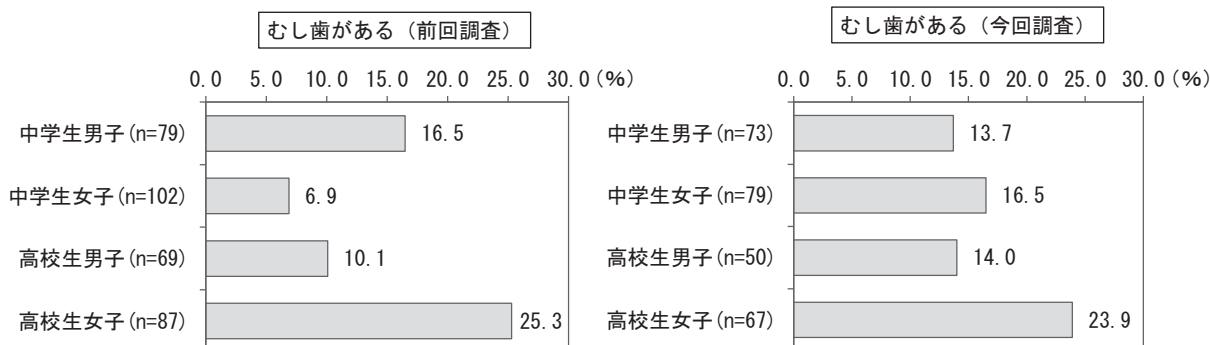 むし歯がある（前回調査）
0.0 5.0 10.0 15.0 20.0 25.0 30.0(％)
中学生男子(n=79) 16.5
中学生女子(n=102) 6.9
高校生男子(n=69) 10.1
高校生女子(n=87) 25.3
むし歯がある（今回調査）
0.0 5.0 10.0 15.0 20.0 25.0 30.0(％)
中学生男子(n=73) 13.7
中学生女子(n=79) 16.5
高校生男子(n=50) 14.0
高校生女子(n=67) 23.9